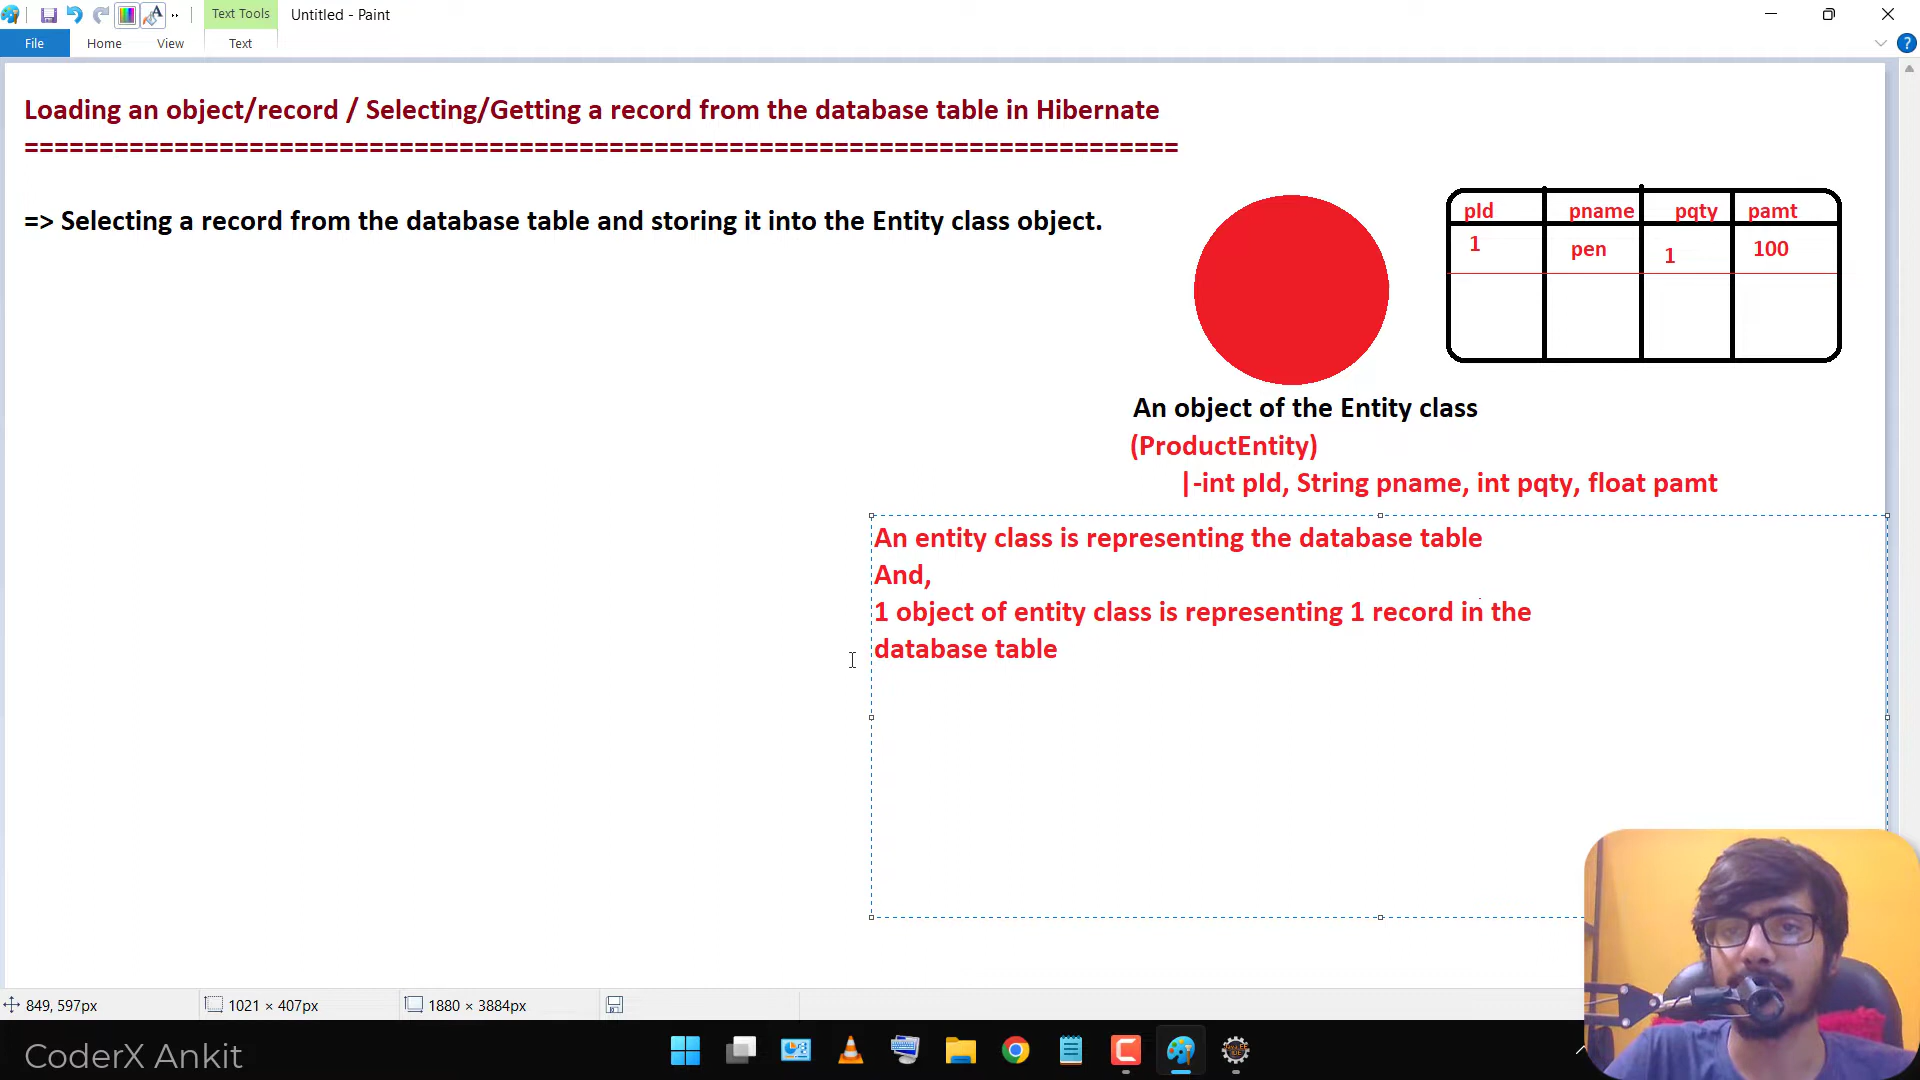 Text Tools
Untitled - Paint
File
Home
View
Text
Loading an object/record / Selecting/Getting a record from the database table in Hibernate
=============================================================================
=> Selecting a record from the database table and storing it into the Entity class object.
pId pname pqty pamt
1 pen 1 100
An object of the Entity class
(ProductEntity)
|-int pId, String pname, int pqty, float pamt
An entity class is representing the database table
And,
1 object of entity class is representing 1 record in the
database table
849, 597px
1021 × 407px
1880 × 3884px
CoderX Ankit